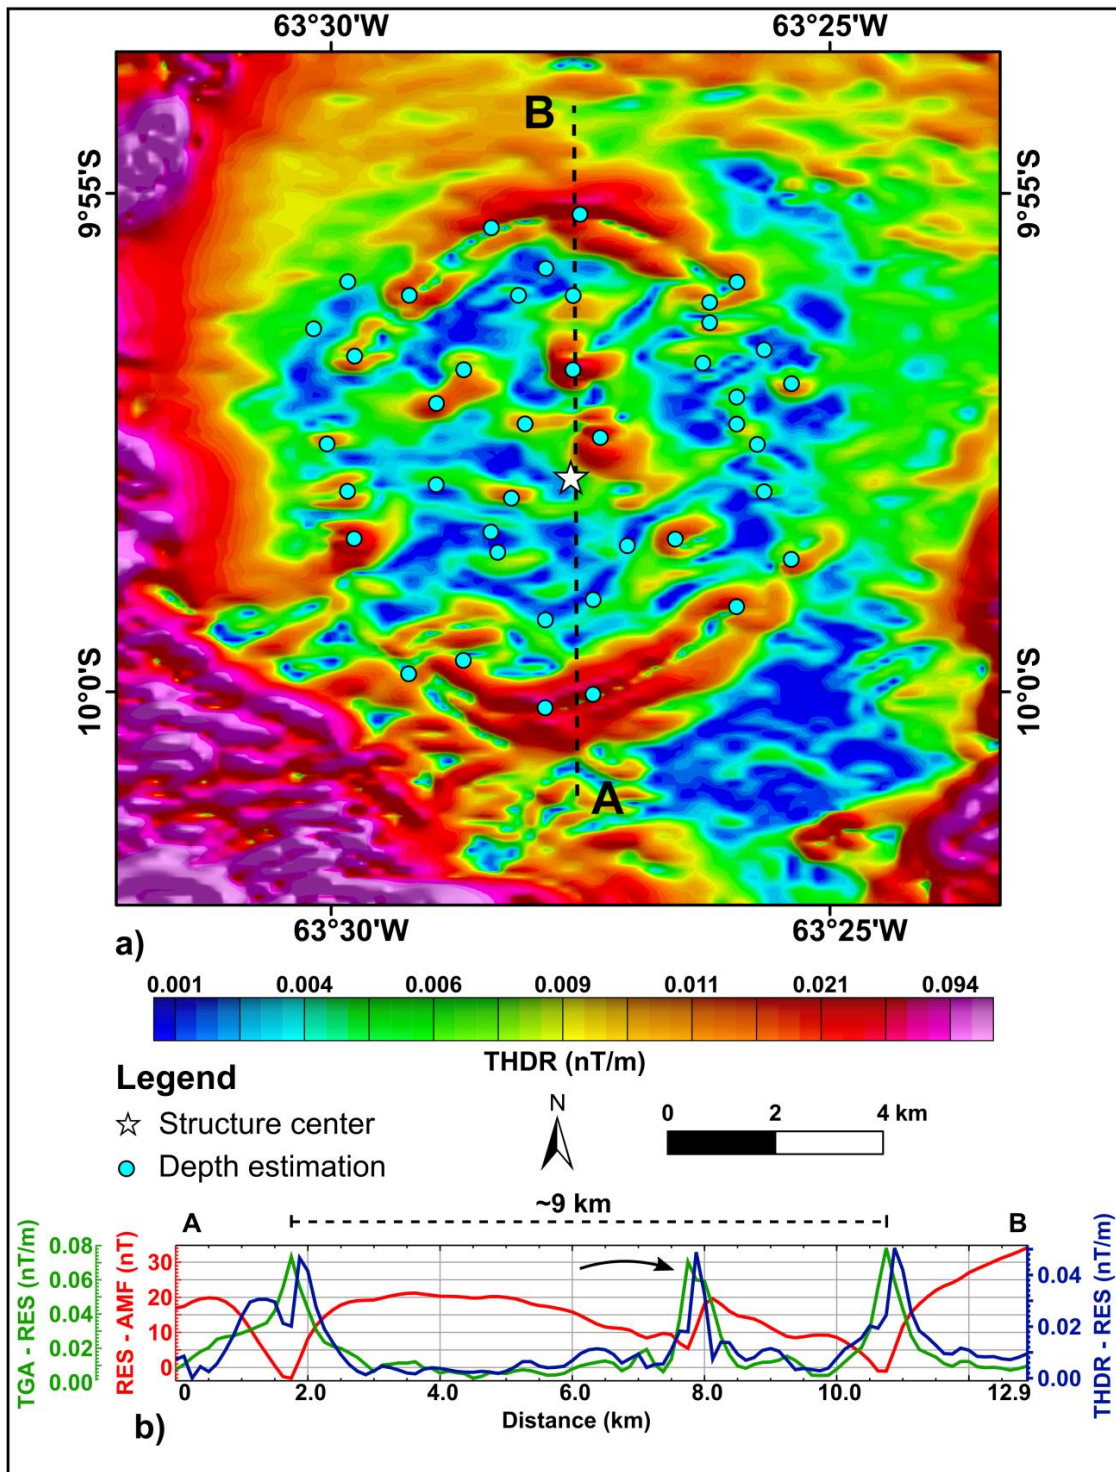 63°30'W 63°25'W
B
9°55'S 9°55'S
10°0'S 10°0'S
A
63°30'W 63°25'W
a)
0.001 0.004 0.006 0.009 0.011 0.021 0.094
THDR (nT/m)
Legend
Structure center
Depth estimation
N
0 2 4 km
~9 km
A B
TGA - RES (nT/m)
0.08
0.06
0.04
0.02
0.00
RES - AMF (nT)
30
20
10
0
THDR - RES (nT/m)
0.04
0.02
0.00
0 2.0 4.0 6.0 8.0 10.0 12.9
Distance (km)
b)